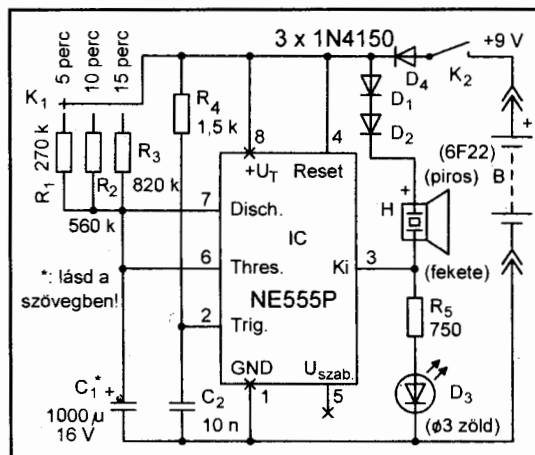 3 x 1N4150
+9 V
5 perc
10 perc
15 perc
K1
D4
K2
D1
D2
R4
1,5 k
8
4
+UT
Reset
270 k
R1
R2
R3
820 k
560 k
7
Disch.
IC
6
Thres.
Ki
3
NE555P
2
Trig.
GND
Uszab.
1
5
*: lásd a
szövegben!
C1*
+
1000 µ
16 V
C2
10 n
(6F22)
(piros)
B
+
+
H
(fekete)
R5
750
D3
(ø3 zöld)